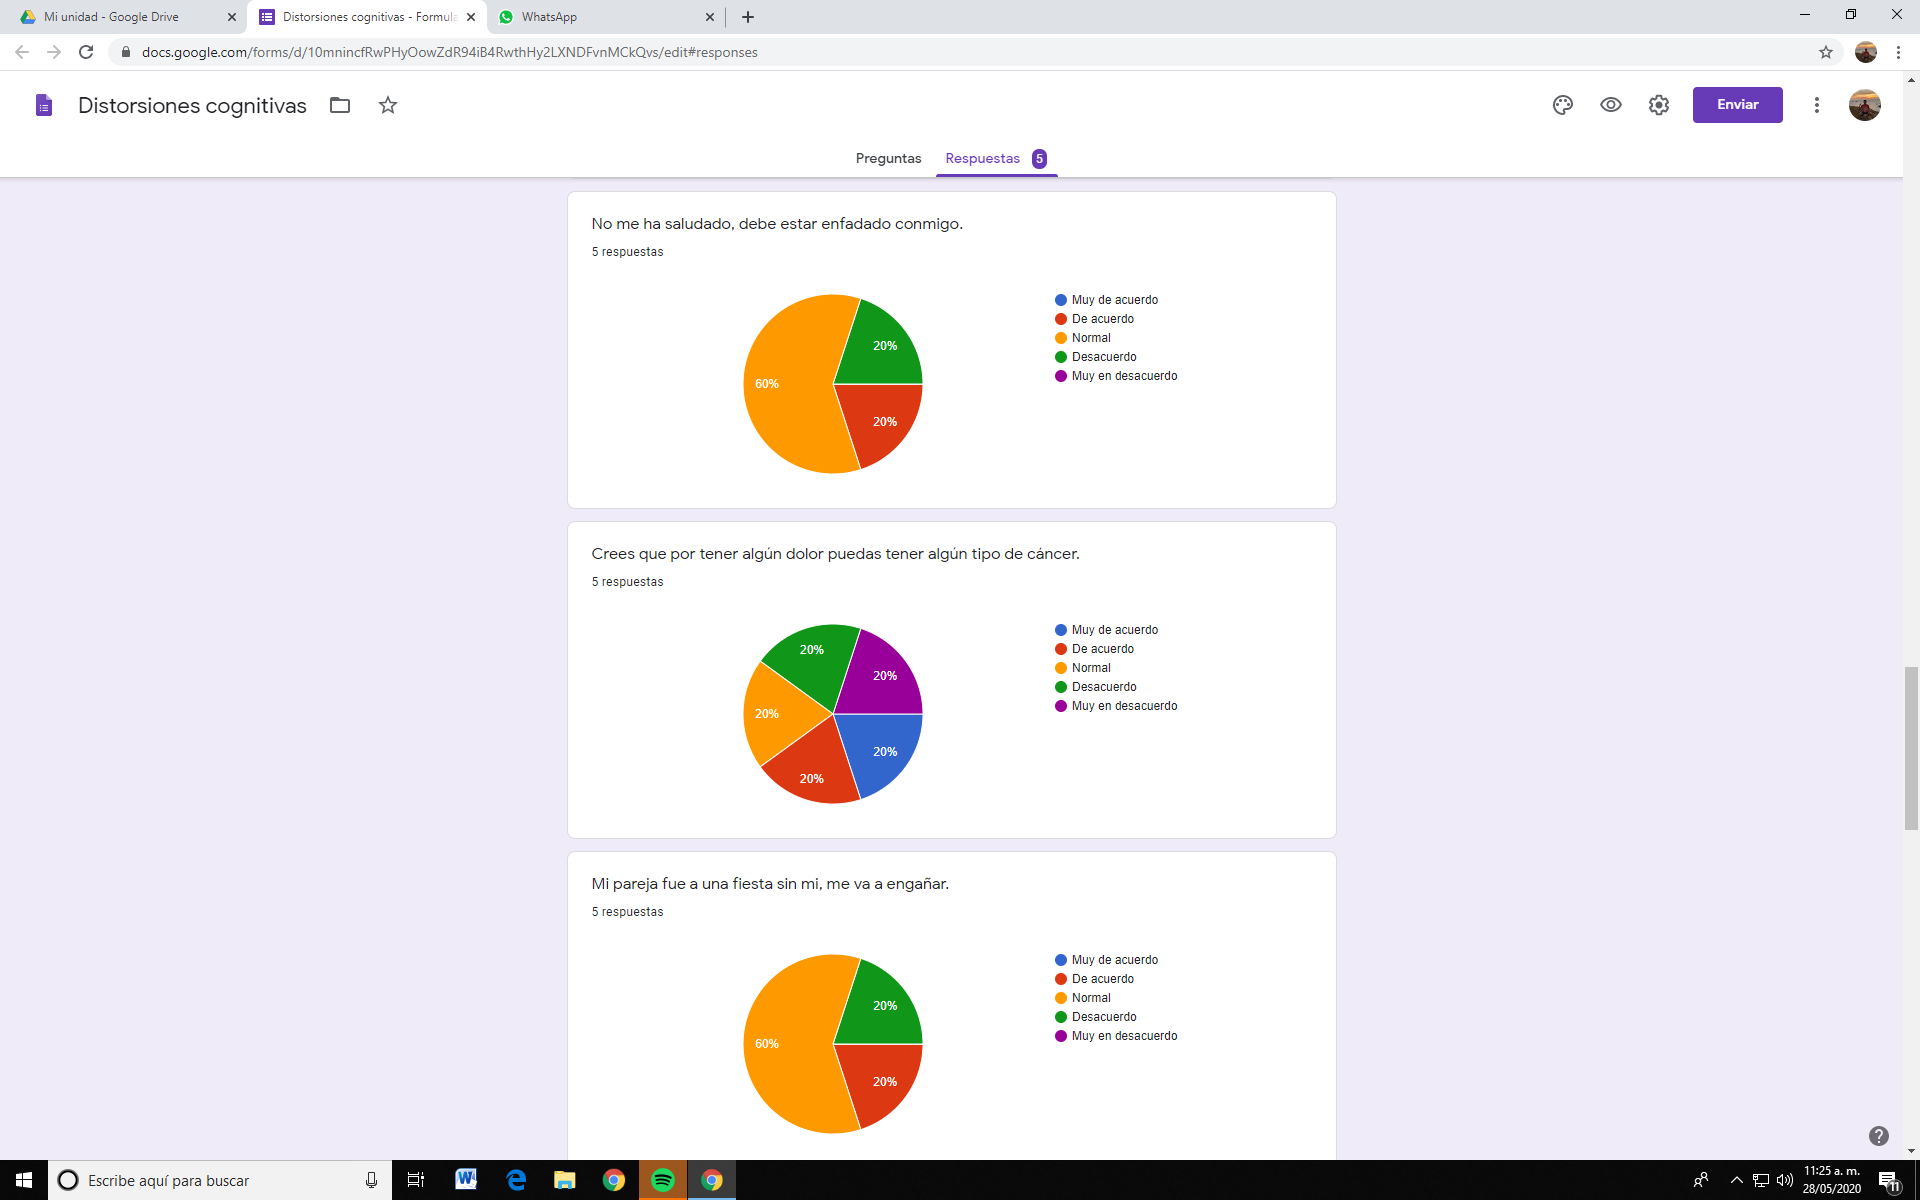 Mi unidad - Google Drive
Distorsiones cognitivas - Formula
WhatsApp
docs.google.com/forms/d/10mnincfRwPHyOowZdR94iB4RwthHy2LXNDFvnMCkQvs/edit#responses
Distorsiones cognitivas
Enviar
Preguntas
Respuestas 5
No me ha saludado, debe estar enfadado conmigo.
5 respuestas
20%
60%
20%
Muy de acuerdo
De acuerdo
Normal
Desacuerdo
Muy en desacuerdo
Crees que por tener algún dolor puedas tener algún tipo de cáncer.
5 respuestas
20%
20%
20%
20%
20%
Muy de acuerdo
De acuerdo
Normal
Desacuerdo
Muy en desacuerdo
Mi pareja fue a una fiesta sin mi, me va a engañar.
5 respuestas
20%
60%
20%
Muy de acuerdo
De acuerdo
Normal
Desacuerdo
Muy en desacuerdo
Escribe aquí para buscar
11:25 a. m.
28/05/2020
11